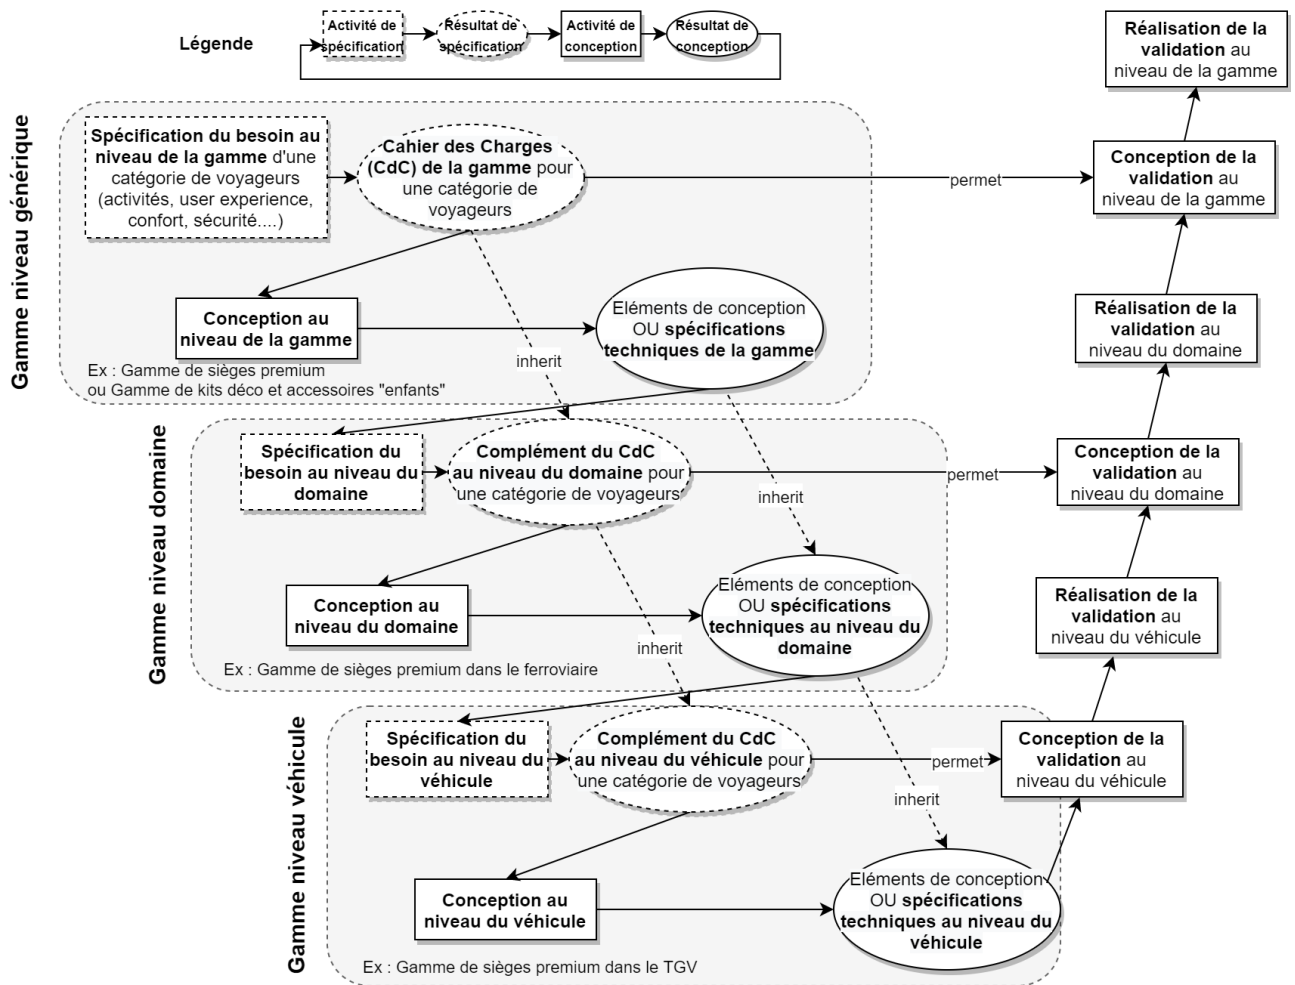 Légende
Activité de
spécification
Résultat de
spécification
Activité de
conception
Résultat de
conception
Réalisation de la
validation au
niveau de la gamme
Gamme niveau générique
Spécification du besoin au
niveau de la gamme d'une
catégorie de voyageurs
(activités, user experience,
confort, sécurité....)
Cahier des Charges
(CdC) de la gamme pour
une catégorie de
voyageurs
permet
Conception de la
validation au
niveau de la gamme
Conception au
niveau de la gamme
Eléments de conception
OU spécifications
techniques de la gamme
inherit
Réalisation de la
validation au
niveau du domaine
Ex : Gamme de sièges premium
ou Gamme de kits déco et accessoires "enfants"
Gamme niveau domaine
Spécification du
besoin au niveau du
domaine
Complément du CdC
au niveau du domaine pour
une catégorie de voyageurs
permet
Conception de la
validation au
niveau du domaine
inherit
Conception au
niveau du domaine
Eléments de conception
OU spécifications
techniques au niveau du
domaine
inherit
Réalisation de la
validation au
niveau du véhicule
Ex : Gamme de sièges premium dans le ferroviaire
Gamme niveau véhicule
Spécification du
besoin au niveau du
véhicule
Complément du CdC
au niveau du véhicule pour
une catégorie de voyageurs
permet
Conception de la
validation au
niveau du véhicule
inherit
Conception au
niveau du véhicule
Eléments de conception
OU spécifications
techniques au niveau du
véhicule
Ex : Gamme de sièges premium dans le TGV